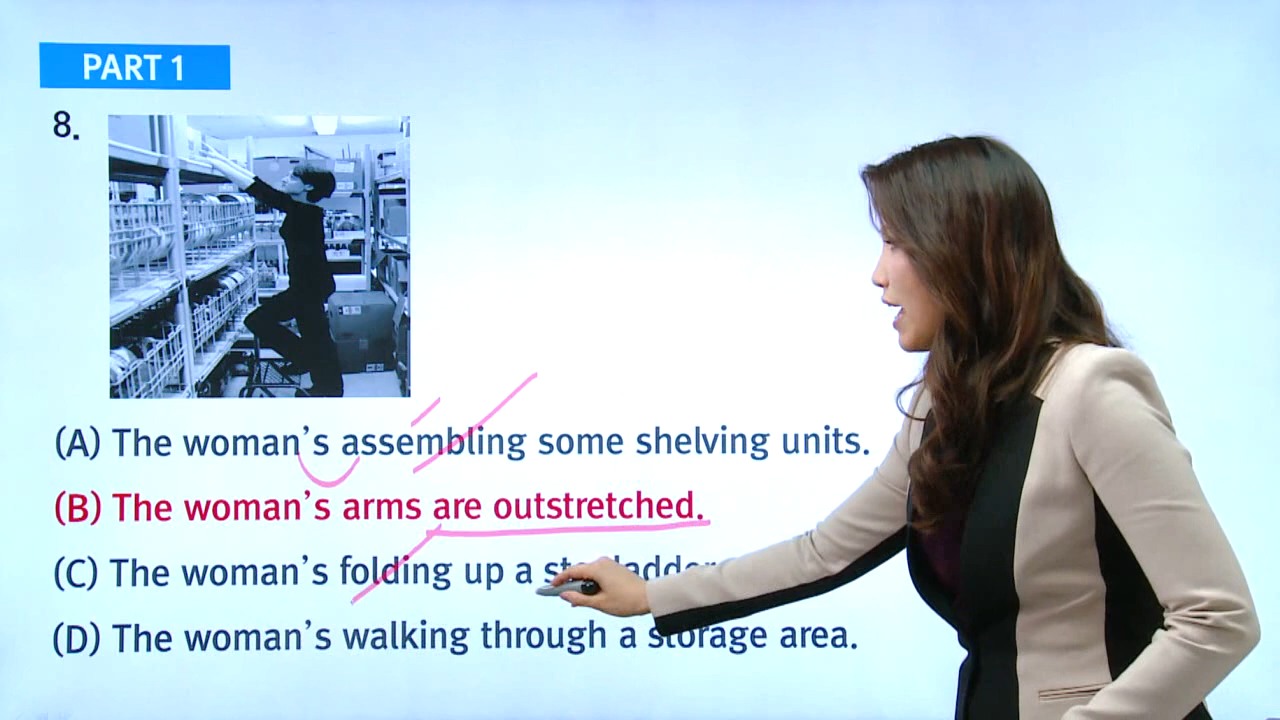 PART 1
8.
(A) The woman's assembling some shelving units.
(B) The woman's arms are outstretched.
(C) The woman's folding up a
(D) The woman's walking through a storage area.